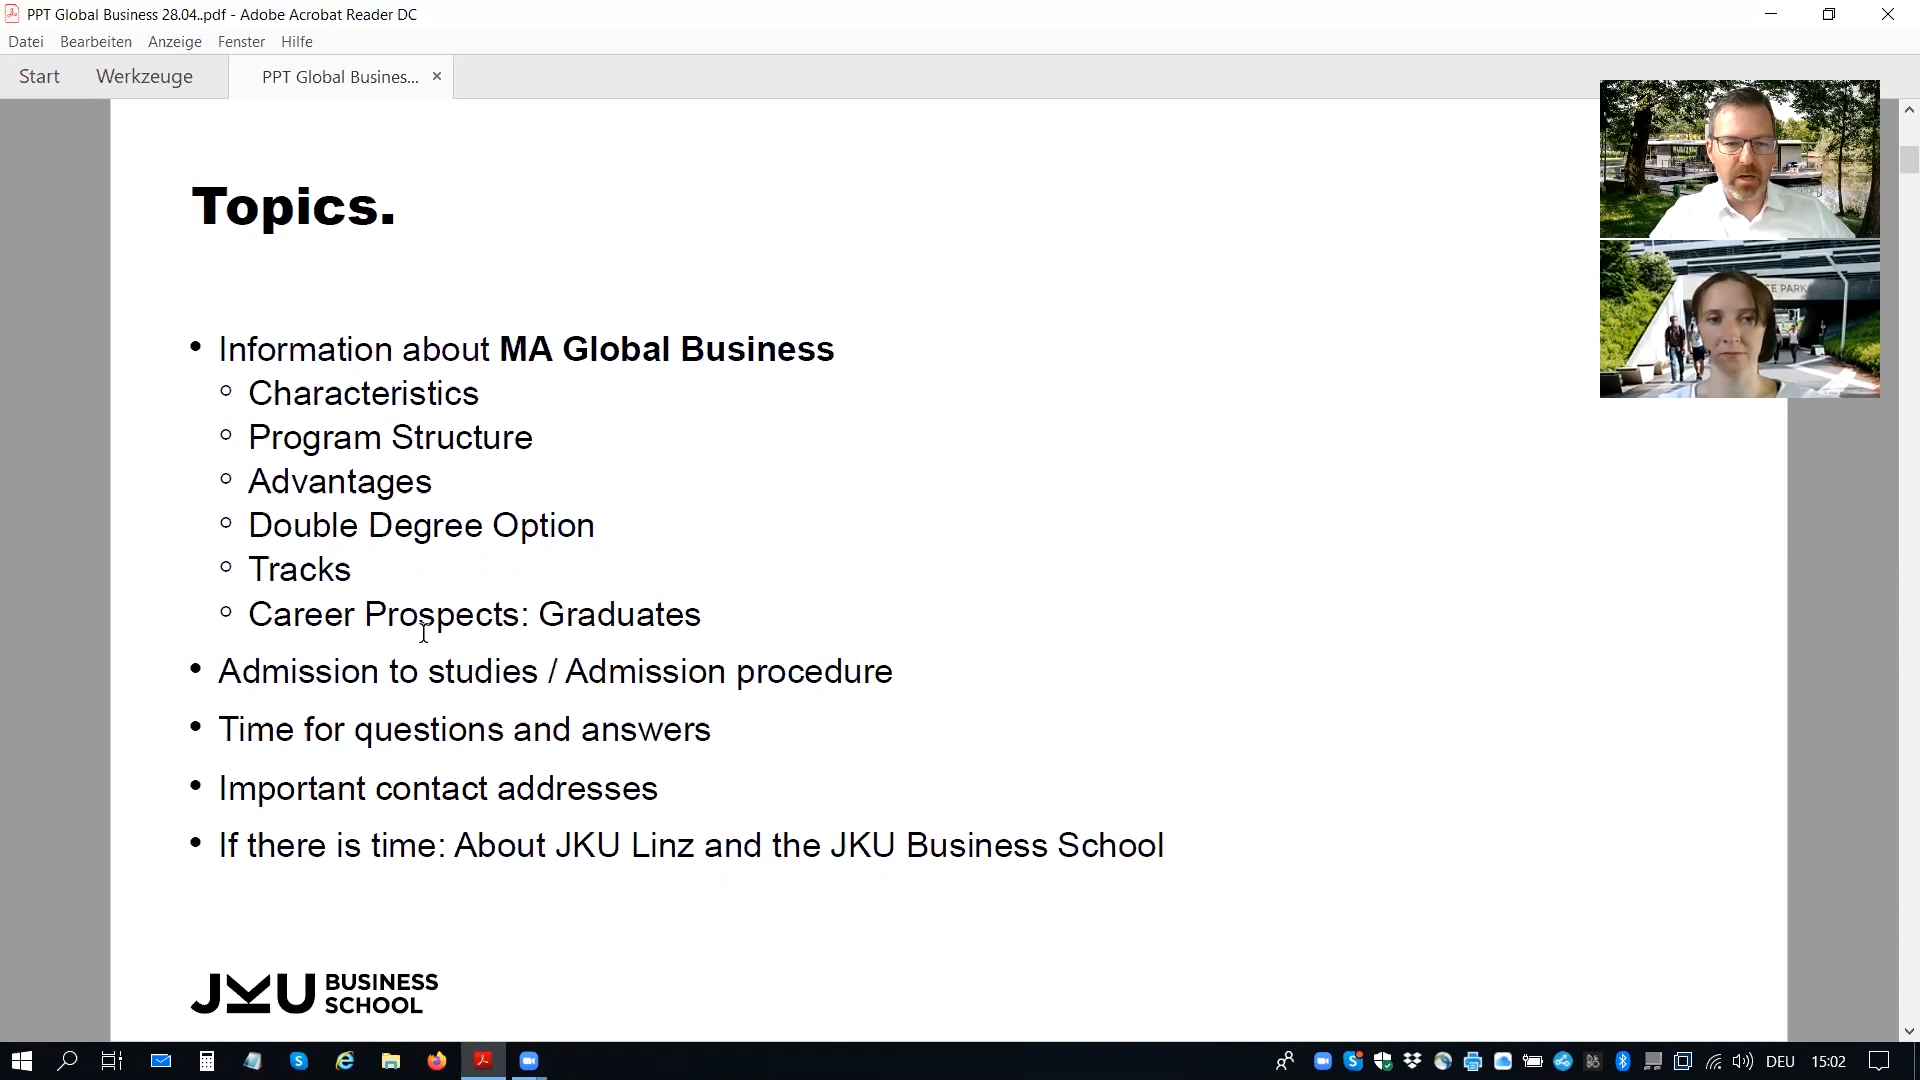 PPT Global Business 28.04..pdf - Adobe Acrobat Reader DC
Datei Bearbeiten Anzeige Fenster Hilfe
Start Werkzeuge PPT Global Busines... ×
Topics.
• Information about MA Global Business
○ Characteristics
○ Program Structure
○ Advantages
○ Double Degree Option
○ Tracks
○ Career Prospects: Graduates
• Admission to studies / Admission procedure
• Time for questions and answers
• Important contact addresses
• If there is time: About JKU Linz and the JKU Business School
JKU BUSINESS
SCHOOL
PARK
DEU 15:02